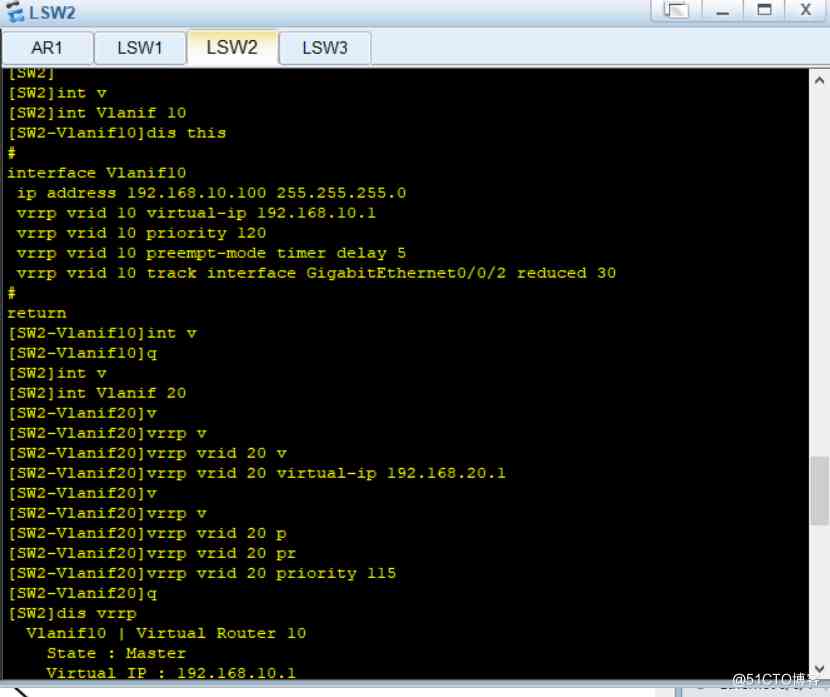 LSW2
AR1 LSW1 LSW2 LSW3
[SW2]
[SW2]int v
[SW2]int Vlanif 10
[SW2-Vlanif10]dis this
#
interface Vlanif10
ip address 192.168.10.100 255.255.255.0
vrrp vrid 10 virtual-ip 192.168.10.1
vrrp vrid 10 priority 120
vrrp vrid 10 preempt-mode timer delay 5
vrrp vrid 10 track interface GigabitEthernet0/0/2 reduced 30
#
return
[SW2-Vlanif10]int v
[SW2-Vlanif10]q
[SW2]int v
[SW2]int Vlanif 20
[SW2-Vlanif20]v
[SW2-Vlanif20]vrrp v
[SW2-Vlanif20]vrrp vrid 20 v
[SW2-Vlanif20]vrrp vrid 20 virtual-ip 192.168.20.1
[SW2-Vlanif20]v
[SW2-Vlanif20]vrrp v
[SW2-Vlanif20]vrrp vrid 20 p
[SW2-Vlanif20]vrrp vrid 20 pr
[SW2-Vlanif20]vrrp vrid 20 priority 115
[SW2-Vlanif20]q
[SW2]dis vrrp
Vlanif10 | Virtual Router 10
State : Master
Virtual IP : 192.168.10.1
@51CTO博客